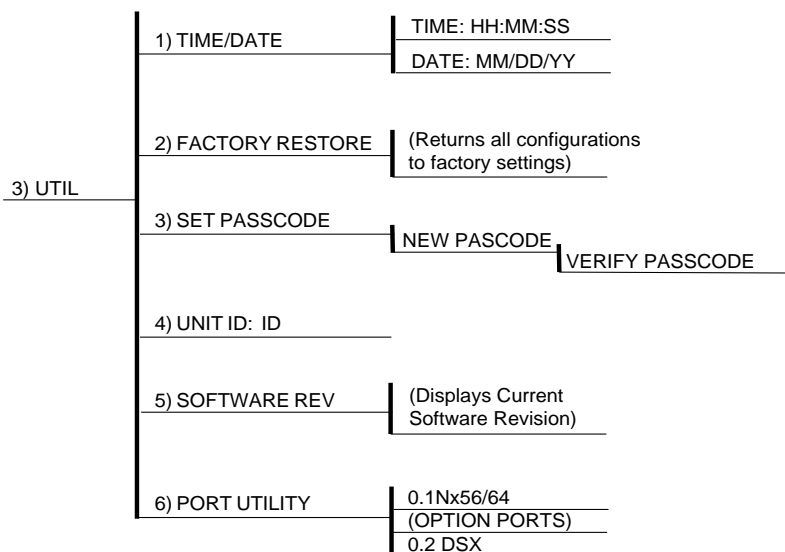 1) TIME/DATE
TIME: HH:MM:SS
DATE: MM/DD/YY
2) FACTORY RESTORE
(Returns all configurations
to factory settings)
3) UTIL
3) SET PASSCODE
NEW PASCODE
VERIFY PASSCODE
4) UNIT ID: ID
5) SOFTWARE REV
(Displays Current
Software Revision)
6) PORT UTILITY
0.1Nx56/64
(OPTION PORTS)
0.2 DSX